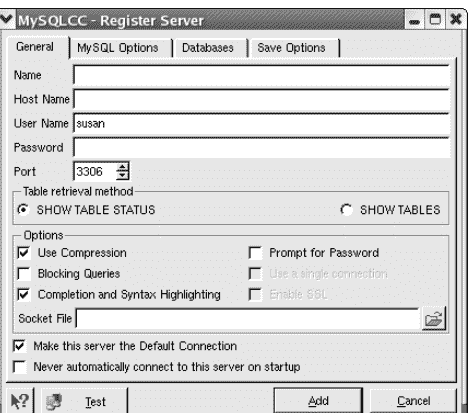 MySQLCC - Register Server
General MySQL Options Databases Save Options
Name
Host Name
User Name susan
Password
Port 3306
Table retrieval method
SHOW TABLE STATUS SHOW TABLES
Options
Use Compression Prompt for Password
Blocking Queries Use a single connection
Completion and Syntax Highlighting Enable SSL
Socket File
Make this server the Default Connection
Never automatically connect to this server on startup
Test Add Cancel